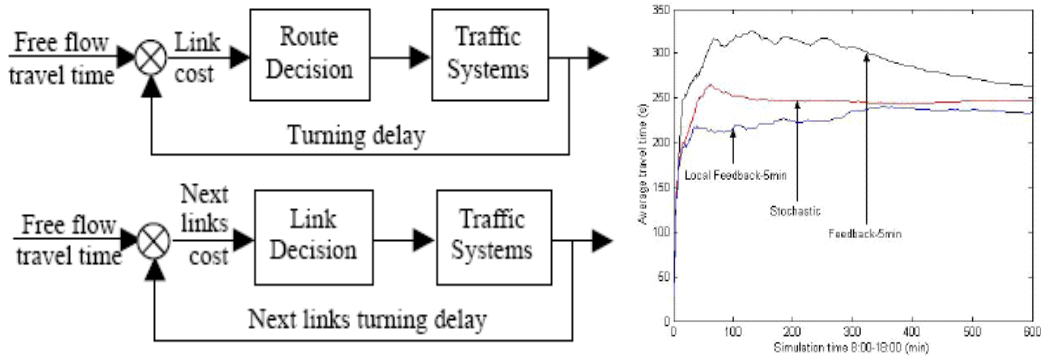 Free flow
travel time
Link
cost
Route
Decision
Traffic
Systems
Turning delay
Free flow
travel time
Next
links
cost
Link
Decision
Traffic
Systems
Next links turning delay
350
300
250
200
150
100
50
0
Average travel time (s)
Local Feedback-5min
Stochastic
Feedback-5min
0 100 200 300 400 500 600
Simulation time 8:00-18:00 (min)